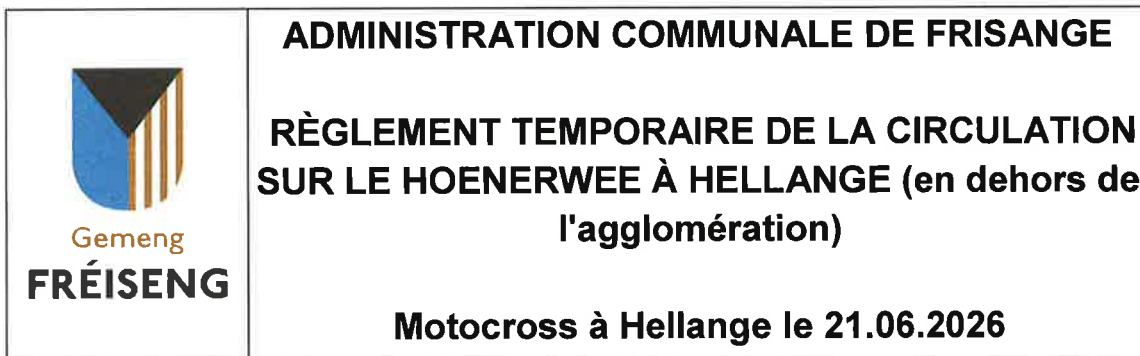 ADMINISTRATION COMMUNALE DE FRISANGE
RÈGLEMENT TEMPORAIRE DE LA CIRCULATION
SUR LE HOENERWEE À HELLANGE (en dehors de
l'agglomération)
Motocross à Hellange le 21.06.2026
Gemeng
FRÉISENG